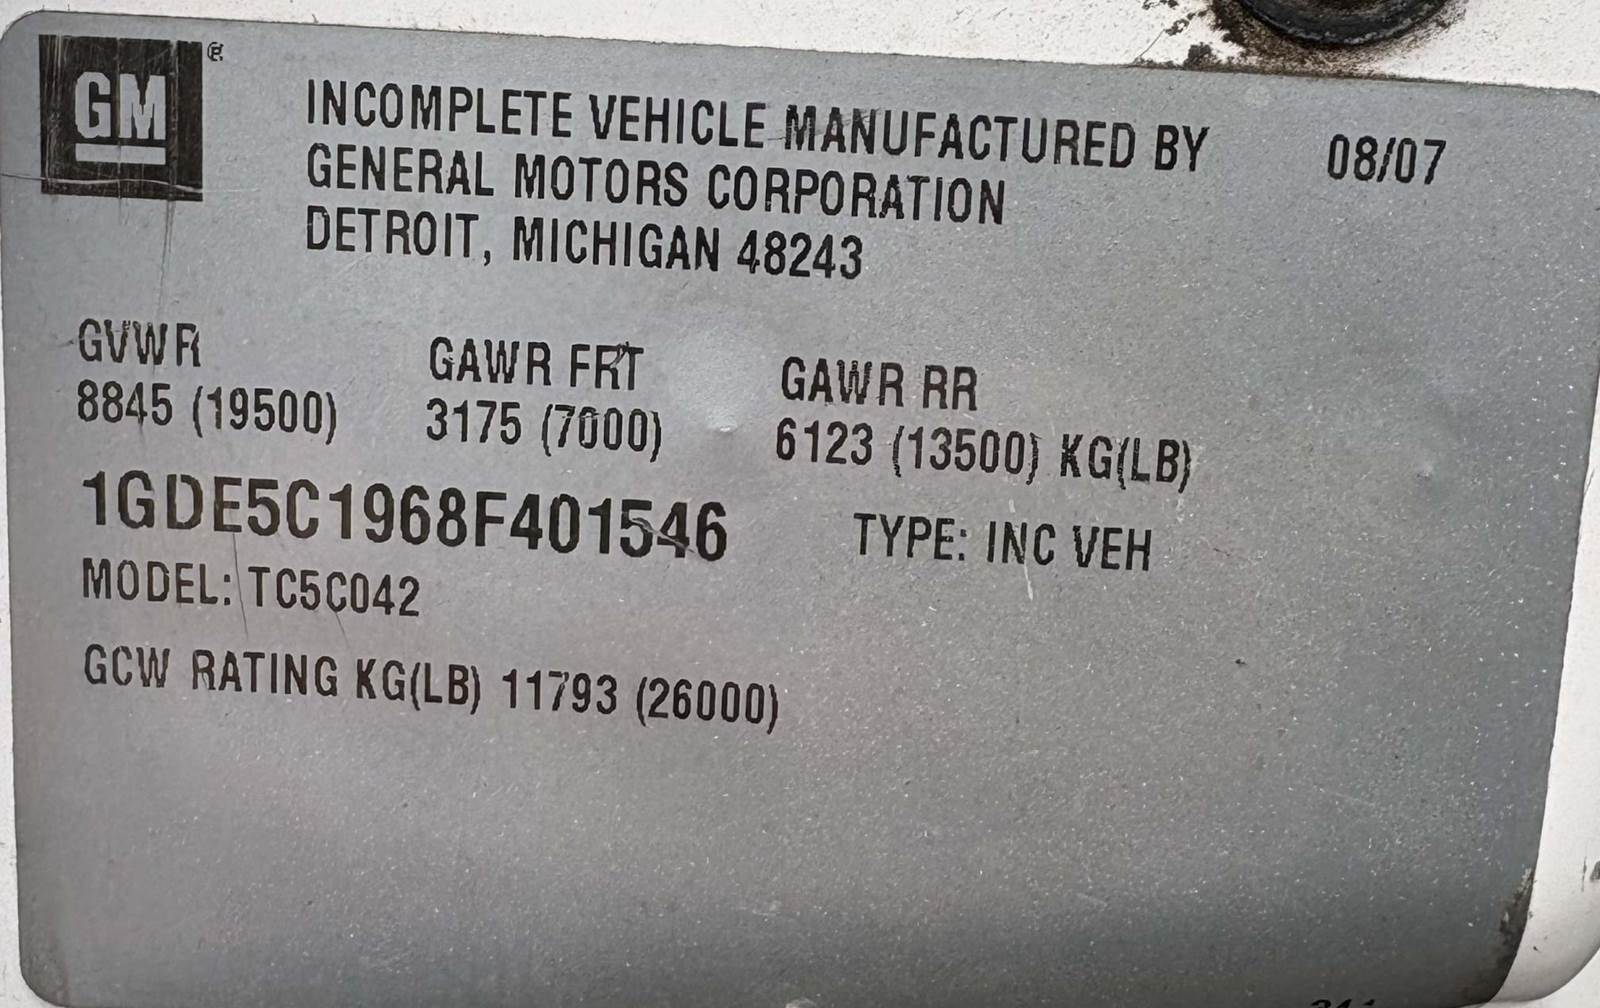 GM ®
INCOMPLETE VEHICLE MANUFACTURED BY 08/07
GENERAL MOTORS CORPORATION
DETROIT, MICHIGAN 48243
GVWR GAWR FRT GAWR RR
8845 (19500) 3175 (7000) 6123 (13500) KG(LB)
1GDE5C1968F401546 TYPE: INC VEH
MODEL: TC5C042
GCW RATING KG(LB) 11793 (26000)